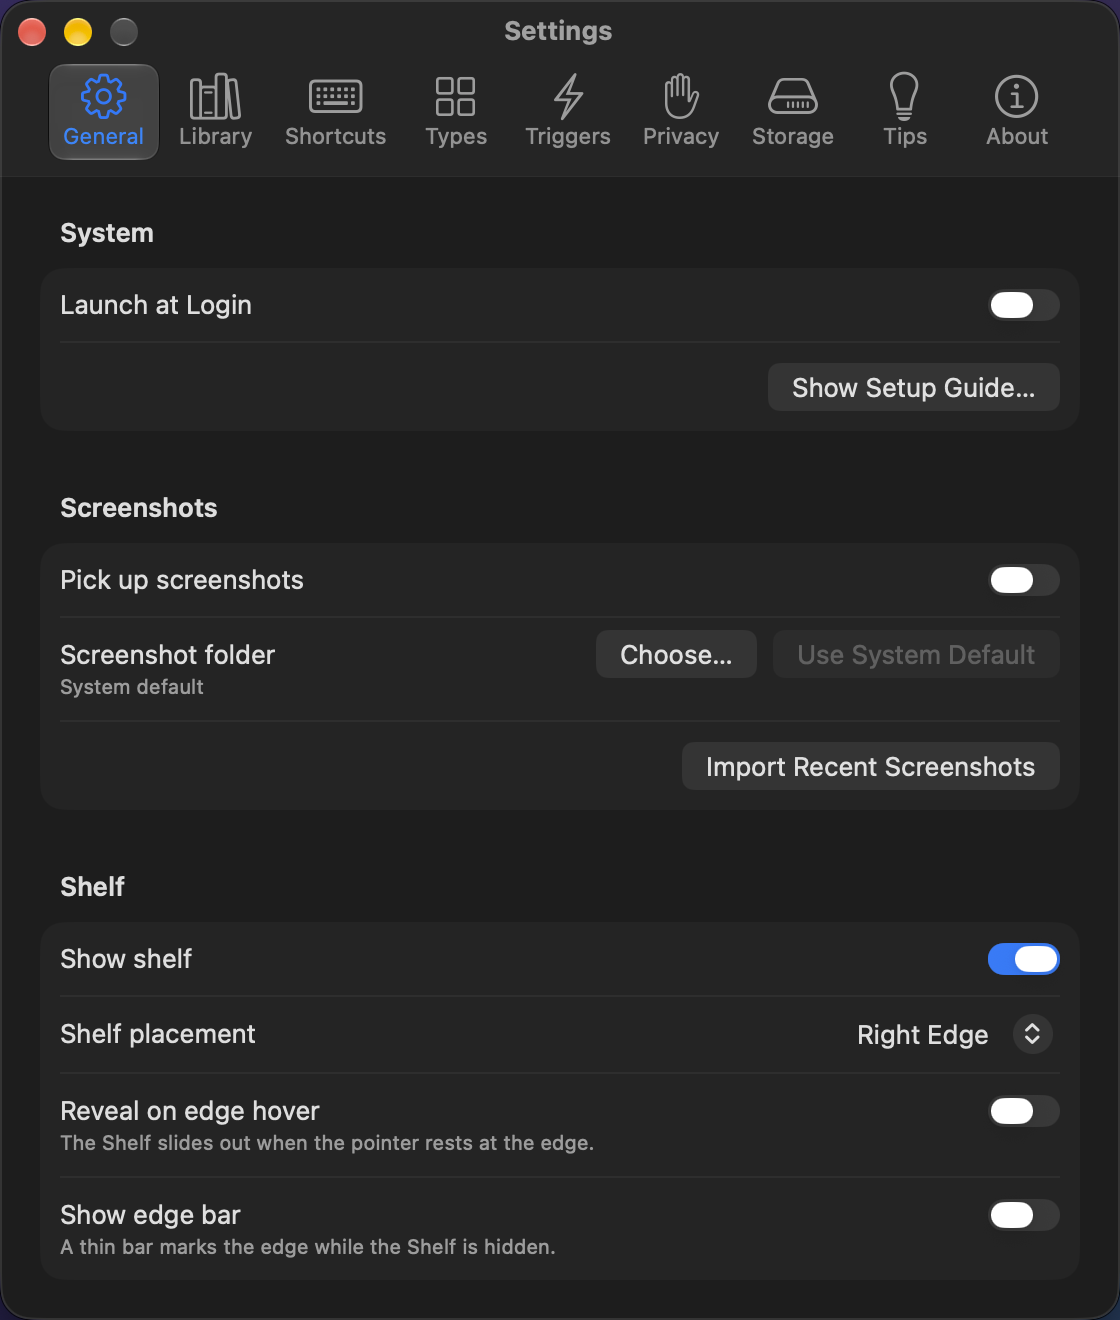 Settings
General
Library
Shortcuts
Types
Triggers
Privacy
Storage
Tips
About
System
Launch at Login
Show Setup Guide...
Screenshots
Pick up screenshots
Screenshot folder
Choose...
Use System Default
System default
Import Recent Screenshots
Shelf
Show shelf
Shelf placement
Right Edge
Reveal on edge hover
The Shelf slides out when the pointer rests at the edge.
Show edge bar
A thin bar marks the edge while the Shelf is hidden.